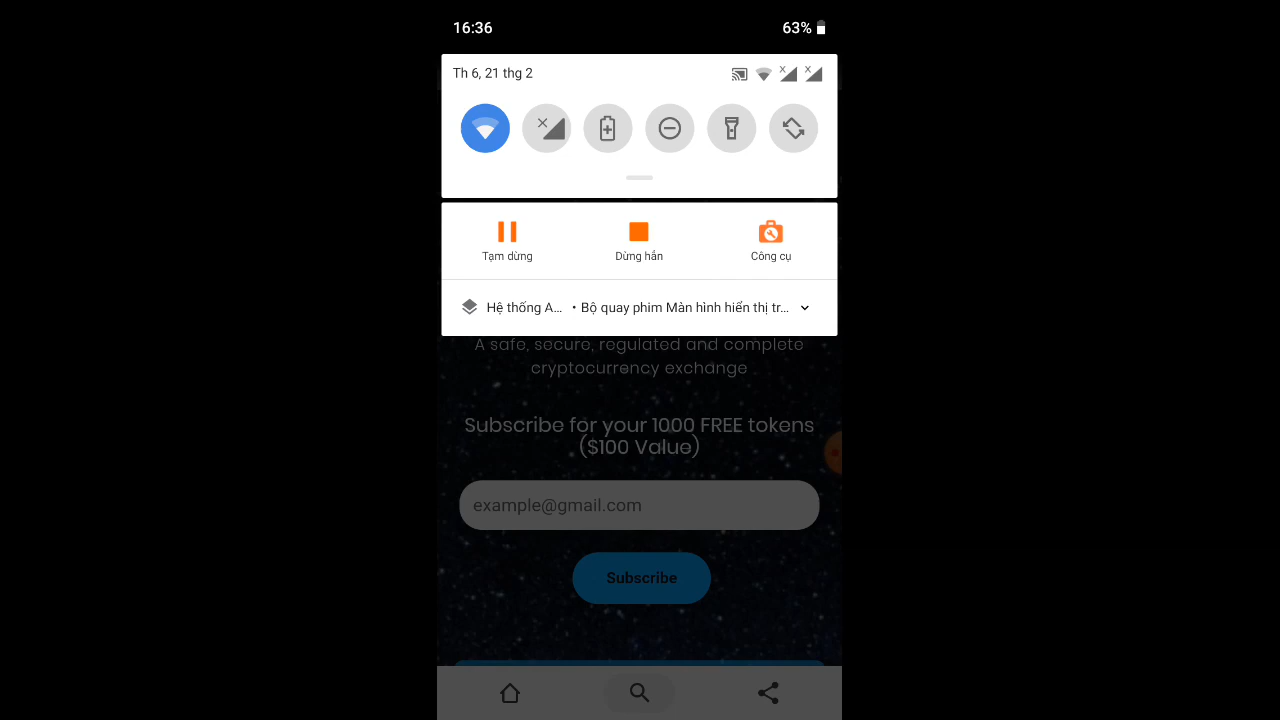 16:36
63%
Th 6, 21 thg 2
Tạm dừng
Dừng hẳn
Công cụ
Hệ thống A... • Bộ quay phim Màn hình hiển thị tr...
A safe, secure, regulated and complete
cryptocurrency exchange
Subscribe for your 1000 FREE tokens
($100 Value)
example@gmail.com
Subscribe